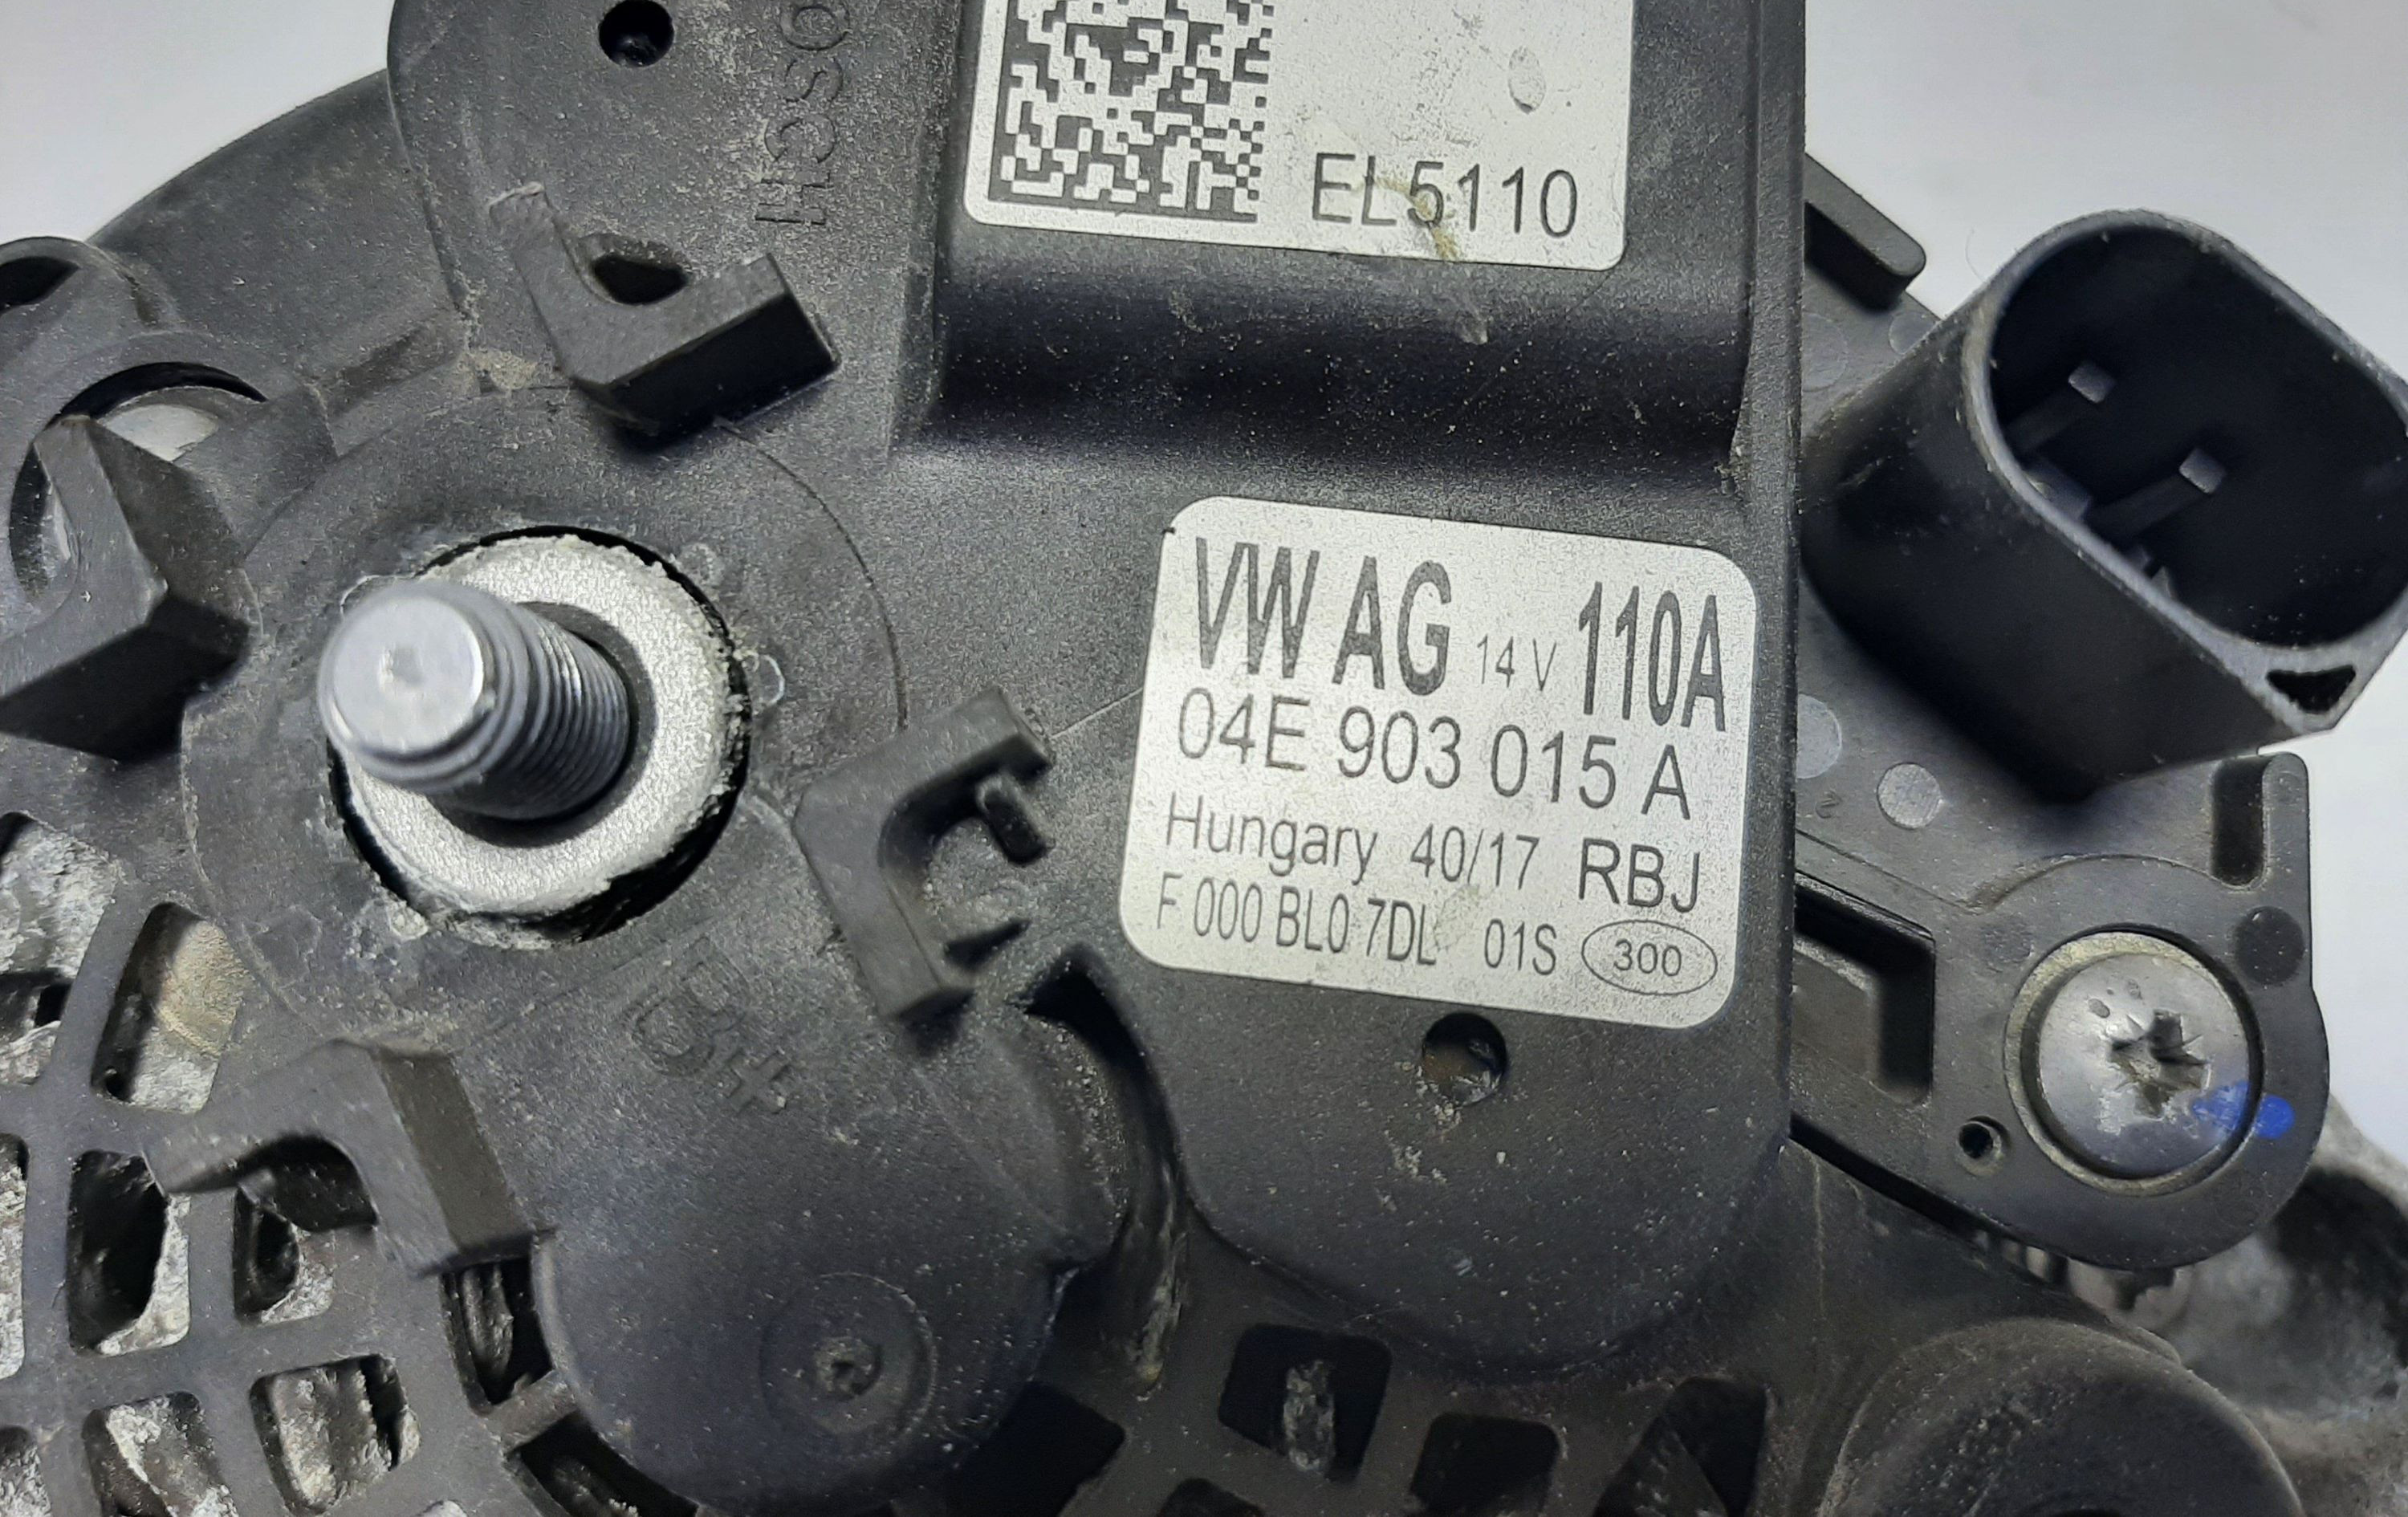 EL5110
VW AG 14 V 110A
04E 903 015 A
Hungary 40/17 RBJ
F 000 BL0 7DL 01S 300
B+